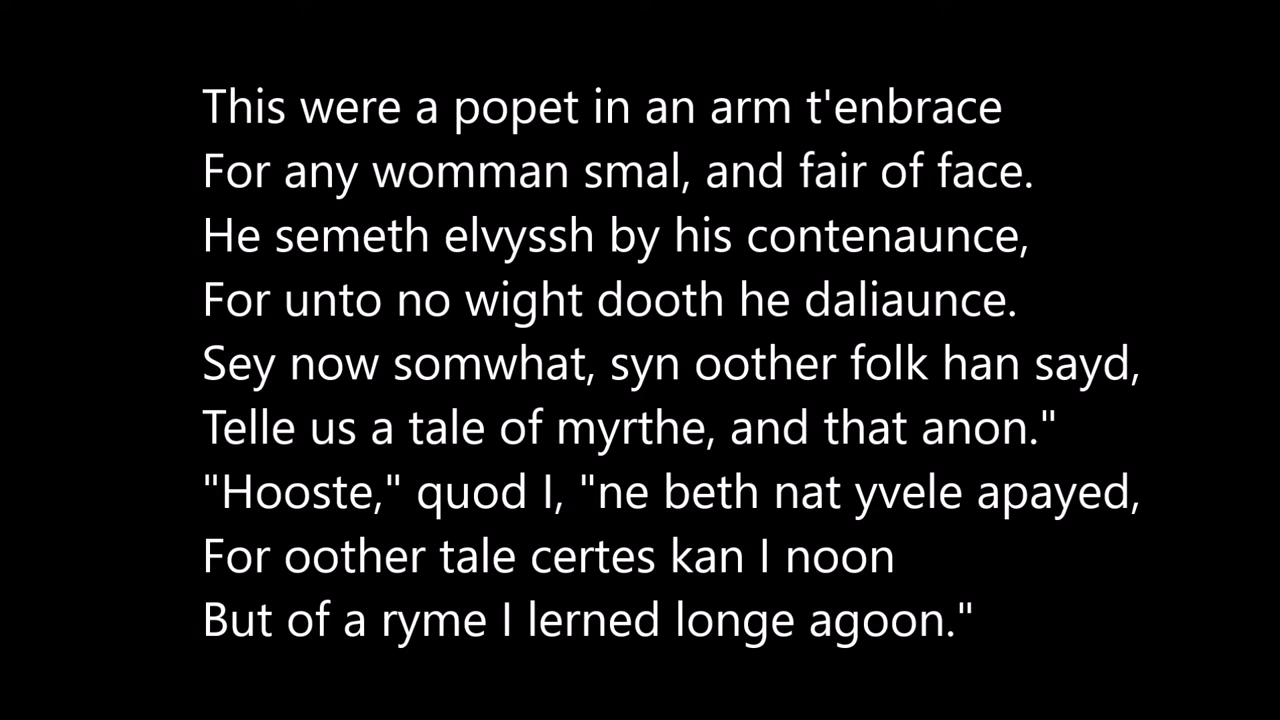 This were a popet in an arm t'enbrace
For any womman smal, and fair of face.
He semeth elvyssh by his contenaunce,
For unto no wight dooth he daliaunce.
Sey now somwhat, syn oother folk han sayd,
Telle us a tale of myrthe, and that anon."
"Hooste," quod I, "ne beth nat yvele apayed,
For oother tale certes kan I noon
But of a ryme I lerned longe agoon."